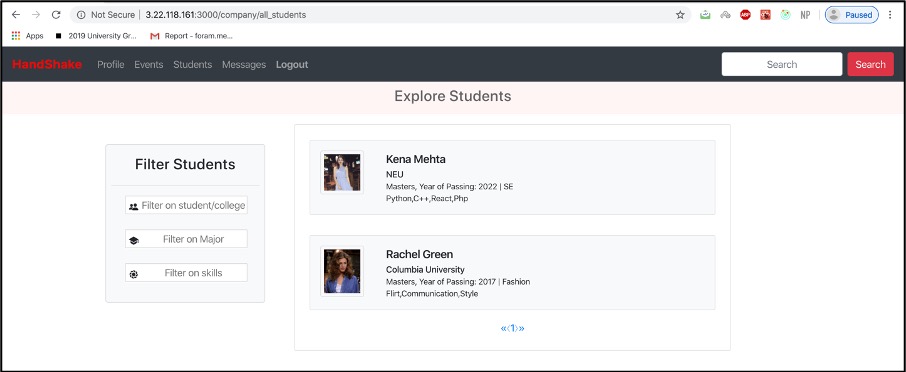 Not Secure | 3.22.118.161:3000/company/all_students
ABP
NP
Paused
Apps
2019 University Gr...
Report - foram.me...
HandShake
Profile
Events
Students
Messages
Logout
Search
Search
Explore Students
Filter Students
Filter on student/college
Filter on Major
Filter on skills
Kena Mehta
NEU
Masters, Year of Passing: 2022 | SE
Python,C++,React,Php
Rachel Green
Columbia University
Masters, Year of Passing: 2017 | Fashion
Flirt,Communication,Style
«‹1›»